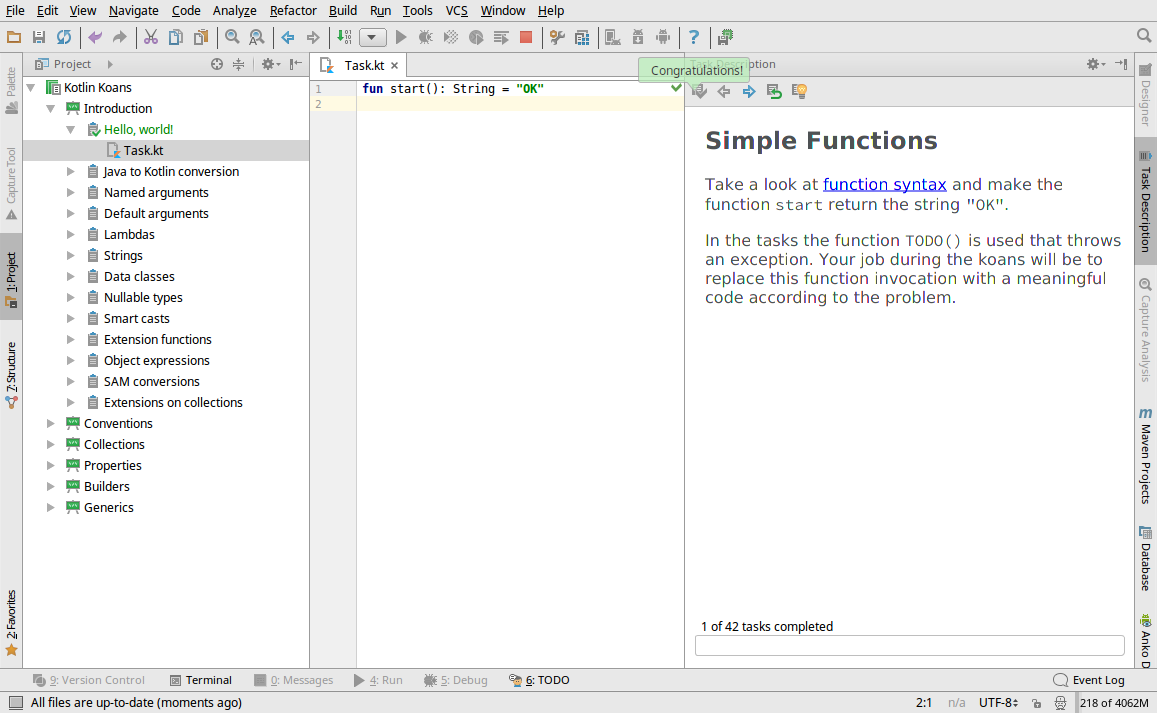 File Edit View Navigate Code Analyze Refactor Build Run Tools VCS Window Help
Project
Task.kt
Congratulations!
Description
Palette
Capture Tool
1: Project
7: Structure
2: Favorites
Kotlin Koans
Introduction
Hello, world!
Task.kt
Java to Kotlin conversion
Named arguments
Default arguments
Lambdas
Strings
Data classes
Nullable types
Smart casts
Extension functions
Object expressions
SAM conversions
Extensions on collections
Conventions
Collections
Properties
Builders
Generics
1 fun start(): String = "OK"
2
Simple Functions
Take a look at function syntax and make the
function start return the string "OK".
In the tasks the function TODO() is used that throws
an exception. Your job during the koans will be to
replace this function invocation with a meaningful
code according to the problem.
1 of 42 tasks completed
Designer
Task Description
Capture Analysis
Maven Projects
Database
Anko D
9: Version Control Terminal 0: Messages 4: Run 5: Debug 6: TODO Event Log
All files are up-to-date (moments ago) 2:1 n/a UTF-8 218 of 4062M